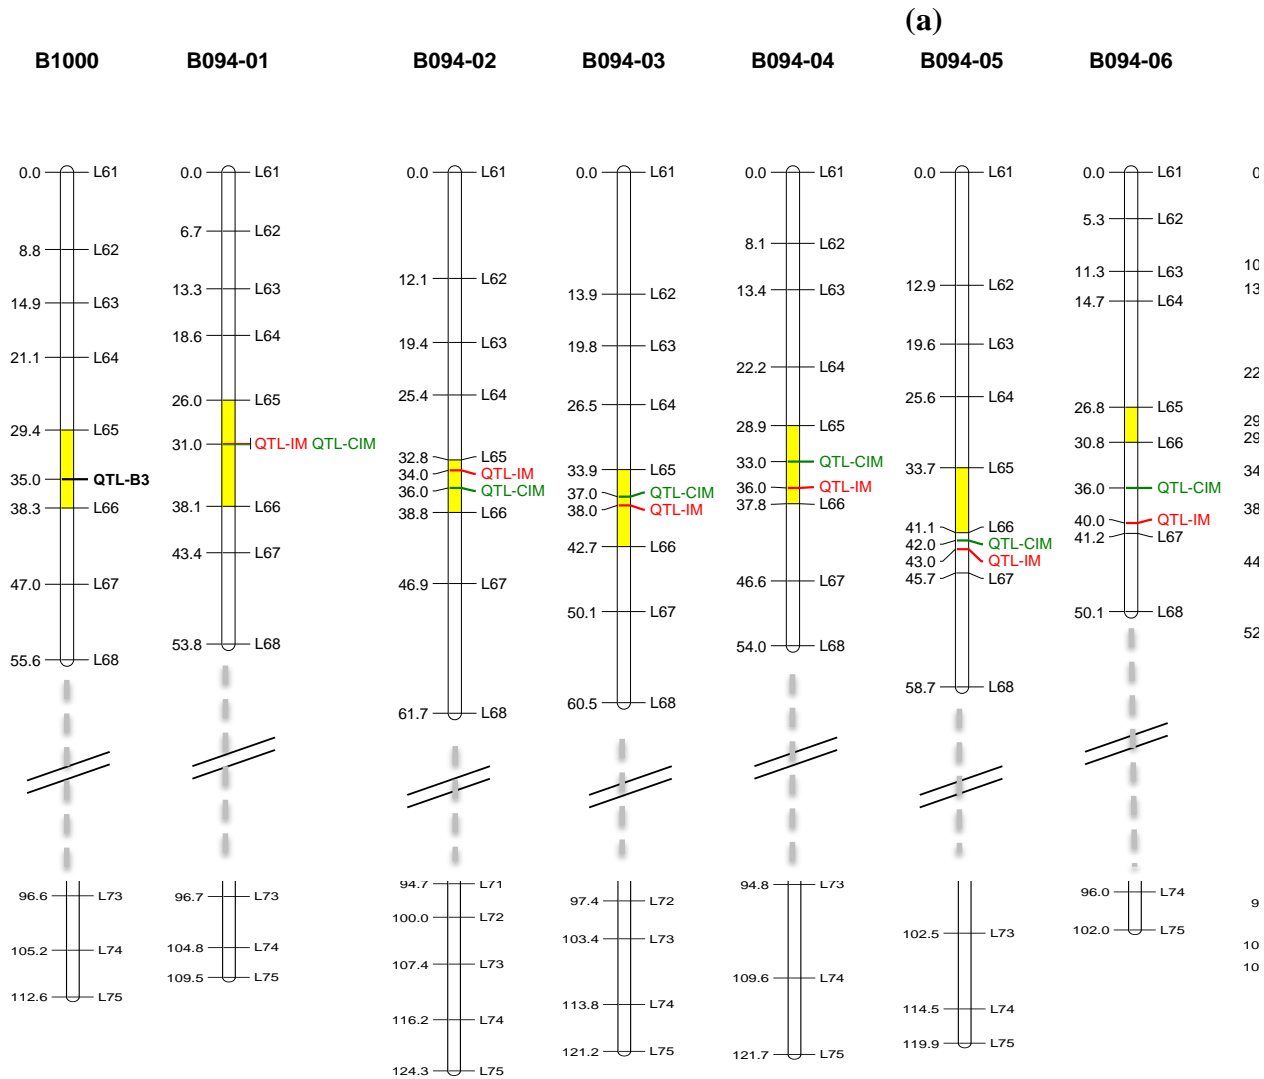 (a)
B1000 B094-01 B094-02 B094-03 B094-04 B094-05 B094-06
0.0 L61
8.8 L62
14.9 L63
21.1 L64
29.4 L65
35.0 QTL-B3
38.3 L66
47.0 L67
55.6 L68
96.6 L73
105.2 L74
112.6 L75
0.0 L61
6.7 L62
13.3 L63
18.6 L64
26.0 L65
31.0 QTL-IM QTL-CIM
38.1 L66
43.4 L67
53.8 L68
96.7 L73
104.8 L74
109.5 L75
0.0 L61
12.1 L62
19.4 L63
25.4 L64
32.8 L65
34.0 QTL-IM
36.0 QTL-CIM
38.8 L66
46.9 L67
61.7 L68
94.7 L71
100.0 L72
107.4 L73
116.2 L74
124.3 L75
0.0 L61
13.9 L62
19.8 L63
26.5 L64
33.9 L65
37.0 QTL-CIM
38.0 QTL-IM
42.7 L66
50.1 L67
60.5 L68
97.4 L72
103.4 L73
113.8 L74
121.2 L75
0.0 L61
8.1 L62
13.4 L63
22.2 L64
28.9 L65
33.0 QTL-CIM
36.0 QTL-IM
37.8 L66
46.6 L67
54.0 L68
94.8 L73
109.6 L74
121.7 L75
0.0 L61
12.9 L62
19.6 L63
25.6 L64
33.7 L65
41.1 L66
42.0 QTL-CIM
43.0 QTL-IM
45.7 L67
58.7 L68
102.5 L73
114.5 L74
119.9 L75
0.0 L61
5.3 L62
11.3 L63
14.7 L64
26.8 L65
30.8 L66
36.0 QTL-CIM
40.0 QTL-IM
41.2 L67
50.1 L68
96.0 L74
102.0 L75
10
13
22
29
29
34
38
44
52
9
10
10